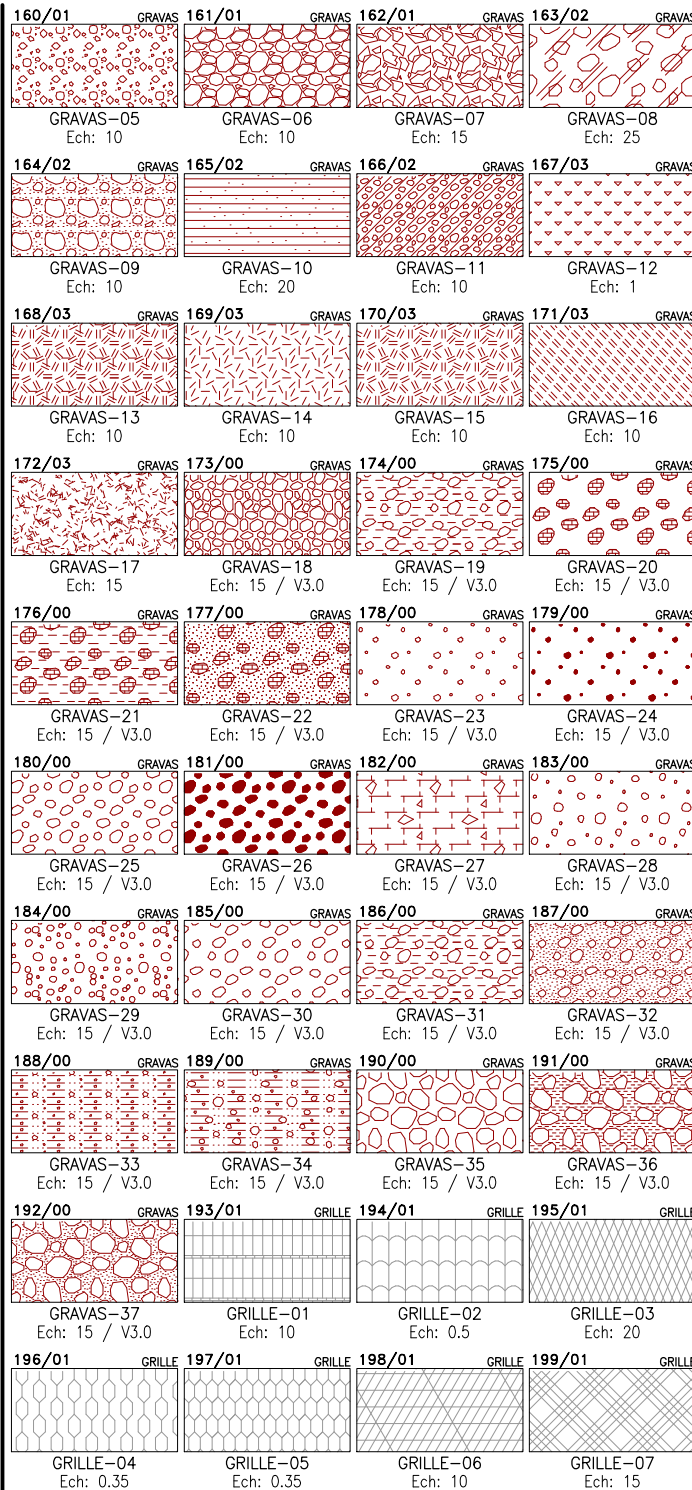 160/01 GRAVAS 161/01 GRAVAS 162/01 GRAVAS 163/02 GRAVAS
GRAVAS-05 GRAVAS-06 GRAVAS-07 GRAVAS-08
Ech: 10 Ech: 10 Ech: 15 Ech: 25
164/02 GRAVAS 165/02 GRAVAS 166/02 GRAVAS 167/03 GRAVAS
GRAVAS-09 GRAVAS-10 GRAVAS-11 GRAVAS-12
Ech: 10 Ech: 20 Ech: 10 Ech: 1
168/03 GRAVAS 169/03 GRAVAS 170/03 GRAVAS 171/03 GRAVAS
GRAVAS-13 GRAVAS-14 GRAVAS-15 GRAVAS-16
Ech: 10 Ech: 10 Ech: 10 Ech: 10
172/03 GRAVAS 173/00 GRAVAS 174/00 GRAVAS 175/00 GRAVAS
GRAVAS-17 GRAVAS-18 GRAVAS-19 GRAVAS-20
Ech: 15 Ech: 15 / V3.0 Ech: 15 / V3.0 Ech: 15 / V3.0
176/00 GRAVAS 177/00 GRAVAS 178/00 GRAVAS 179/00 GRAVAS
GRAVAS-21 GRAVAS-22 GRAVAS-23 GRAVAS-24
Ech: 15 / V3.0 Ech: 15 / V3.0 Ech: 15 / V3.0 Ech: 15 / V3.0
180/00 GRAVAS 181/00 GRAVAS 182/00 GRAVAS 183/00 GRAVAS
GRAVAS-25 GRAVAS-26 GRAVAS-27 GRAVAS-28
Ech: 15 / V3.0 Ech: 15 / V3.0 Ech: 15 / V3.0 Ech: 15 / V3.0
184/00 GRAVAS 185/00 GRAVAS 186/00 GRAVAS 187/00 GRAVAS
GRAVAS-29 GRAVAS-30 GRAVAS-31 GRAVAS-32
Ech: 15 / V3.0 Ech: 15 / V3.0 Ech: 15 / V3.0 Ech: 15 / V3.0
188/00 GRAVAS 189/00 GRAVAS 190/00 GRAVAS 191/00 GRAVAS
GRAVAS-33 GRAVAS-34 GRAVAS-35 GRAVAS-36
Ech: 15 / V3.0 Ech: 15 / V3.0 Ech: 15 / V3.0 Ech: 15 / V3.0
192/00 GRAVAS 193/01 GRILLE 194/01 GRILLE 195/01 GRILLE
GRAVAS-37 GRILLE-01 GRILLE-02 GRILLE-03
Ech: 15 / V3.0 Ech: 10 Ech: 0.5 Ech: 20
196/01 GRILLE 197/01 GRILLE 198/01 GRILLE 199/01 GRILLE
GRILLE-04 GRILLE-05 GRILLE-06 GRILLE-07
Ech: 0.35 Ech: 0.35 Ech: 10 Ech: 15